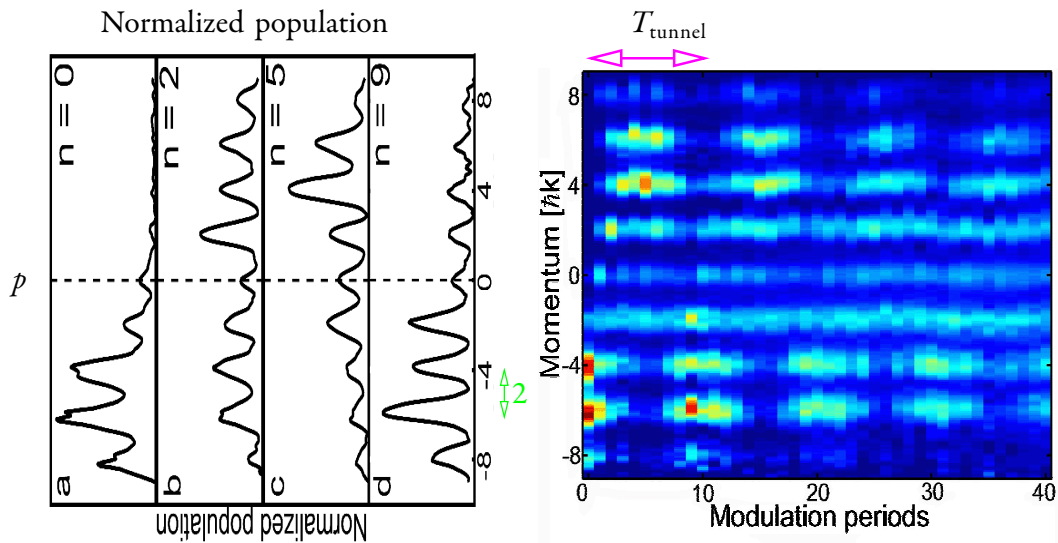 Normalized population
n = 0
n = 2
n = 5
n = 9
8
4
0
-4
-8
p
2
a
b
c
d
Normalized population
T tunnel
Momentum [ħk]
8
4
0
-4
-8
0
10
20
30
40
Modulation periods